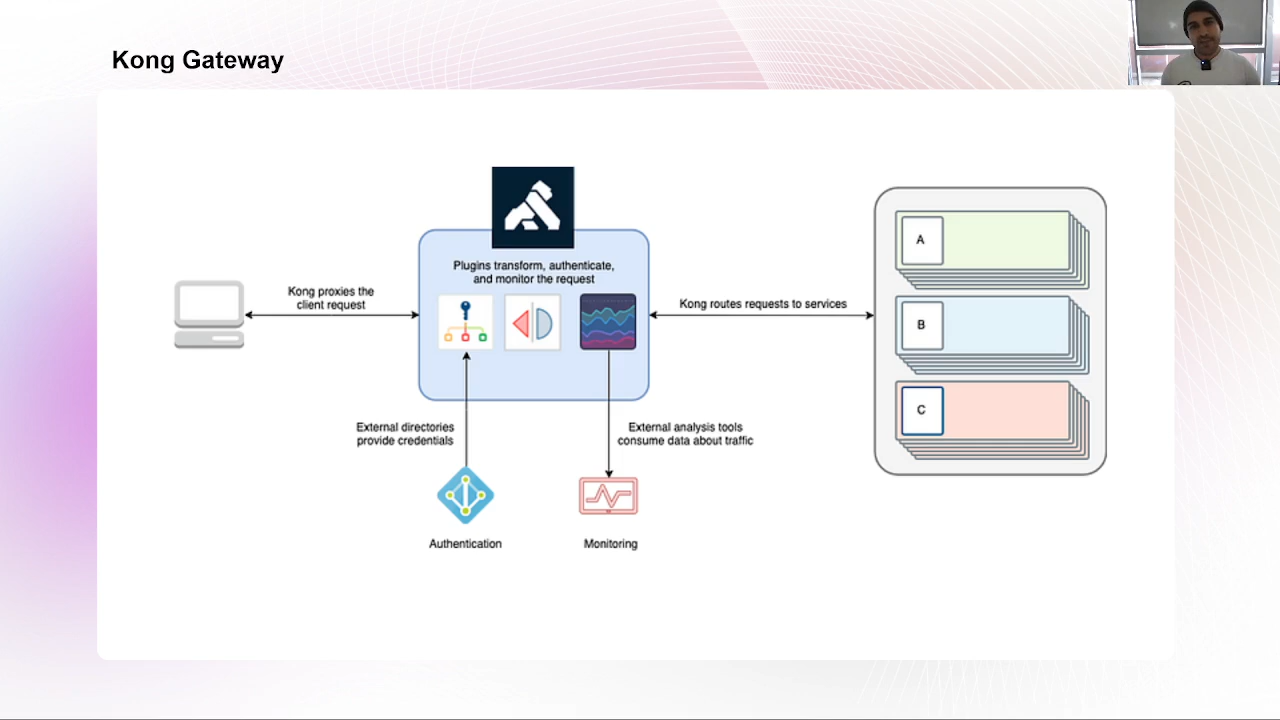 Kong Gateway
Plugins transform, authenticate,
and monitor the request
Kong proxies the
client request
Kong routes requests to services
A
B
C
External directories
provide credentials
External analysis tools
consume data about traffic
Authentication
Monitoring